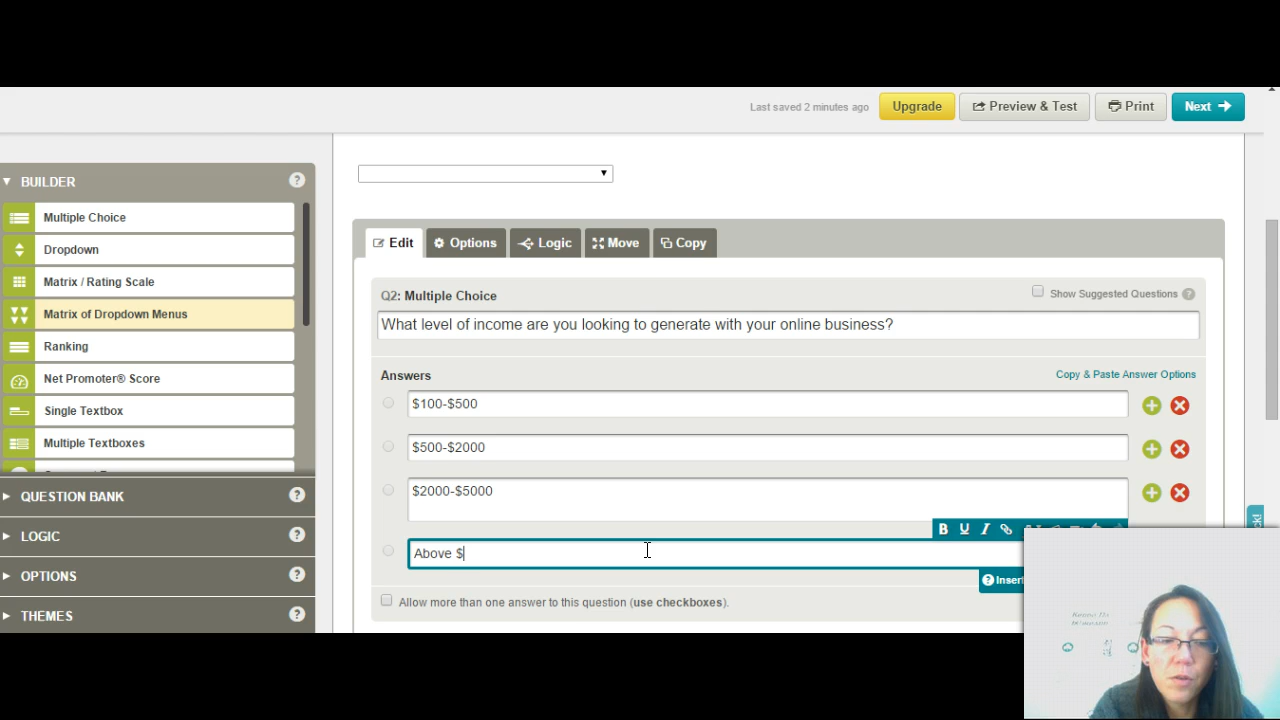 Last saved 2 minutes ago
Upgrade
Preview & Test
Print
Next
BUILDER
Multiple Choice
Dropdown
Matrix / Rating Scale
Matrix of Dropdown Menus
Ranking
Net Promoter® Score
Single Textbox
Multiple Textboxes
QUESTION BANK
LOGIC
OPTIONS
THEMES
Edit
Options
Logic
Move
Copy
Q2: Multiple Choice
Show Suggested Questions
What level of income are you looking to generate with your online business?
Answers
Copy & Paste Answer Options
$100-$500
$500-$2000
$2000-$5000
B U I
Above $
Insert
Allow more than one answer to this question (use checkboxes).